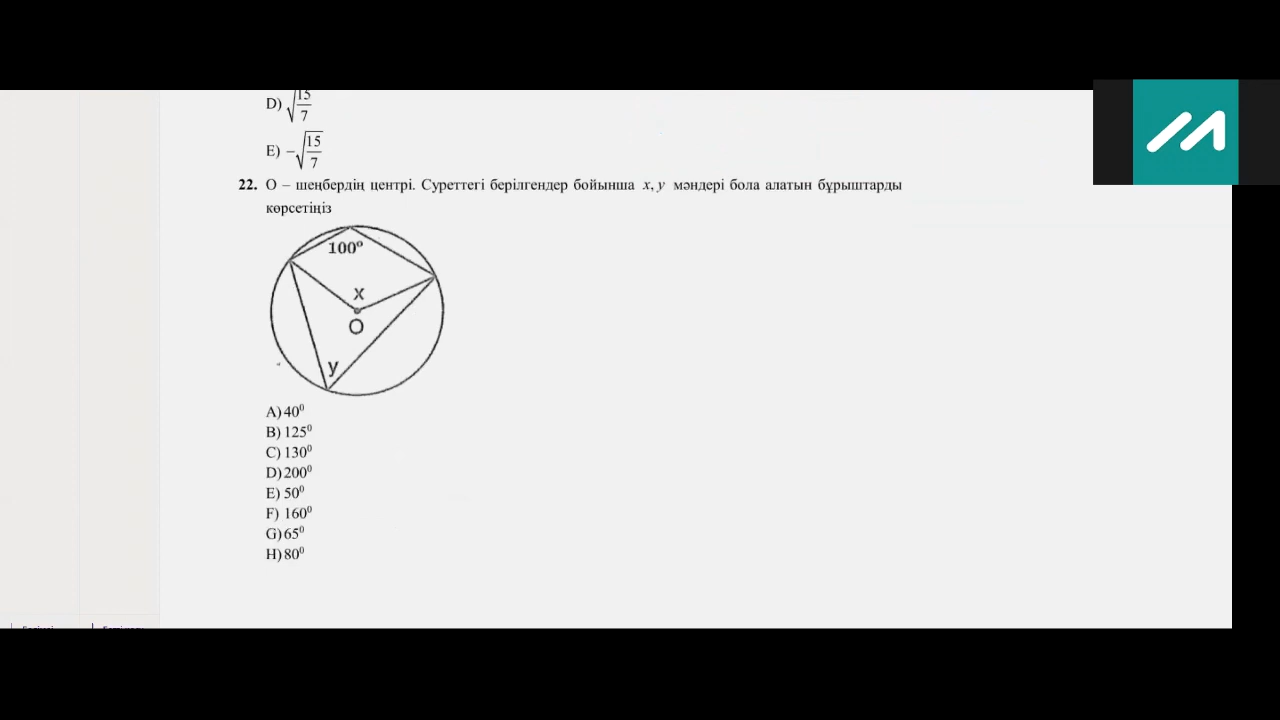 D) √15/7
E) −√15/7
22. О – шеңбердің центрі. Суреттегі берілгендер бойынша x, y мәндері бола алатын бұрыштарды
көрсетіңіз
100º
x
O
y
A) 40⁰
B) 125⁰
C) 130⁰
D) 200⁰
E) 50⁰
F) 160⁰
G) 65⁰
H) 80⁰